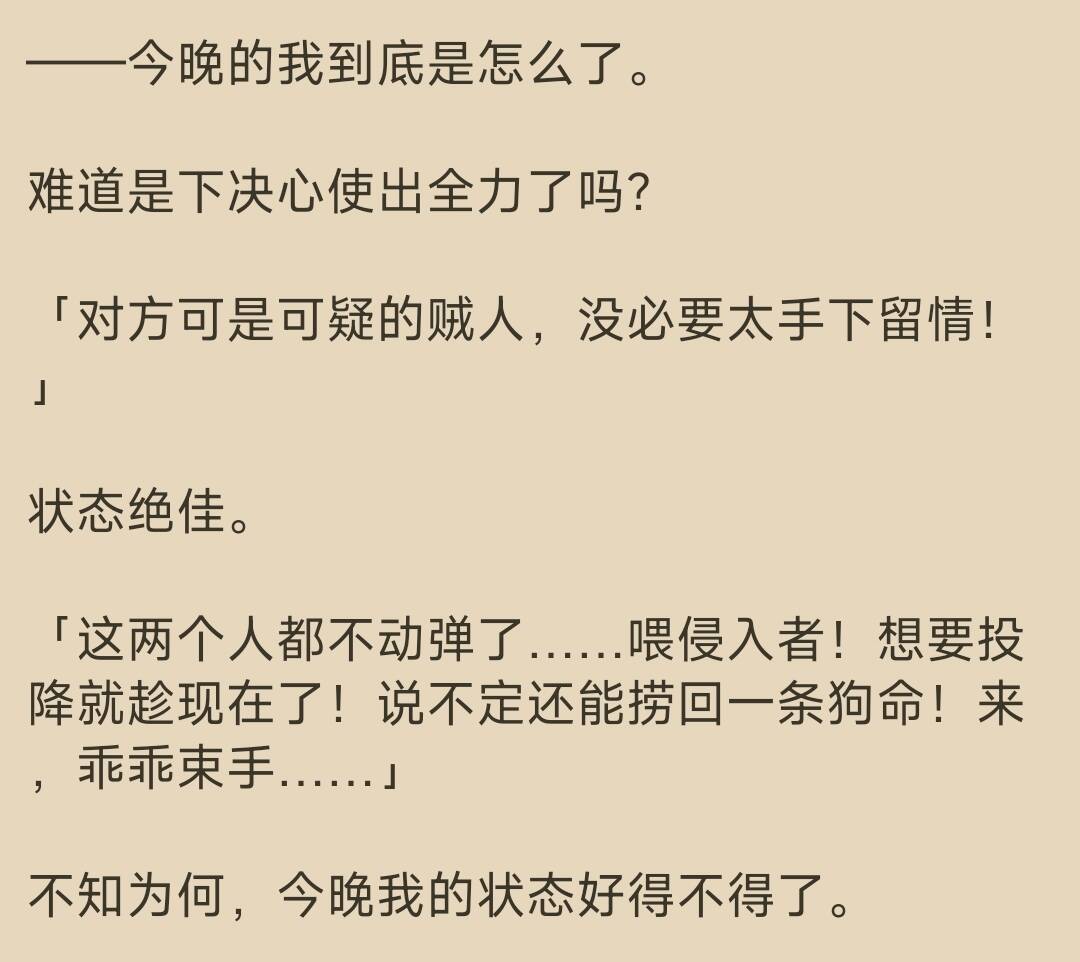 ——今晚的我到底是怎么了。
难道是下决心使出全力了吗？
「对方可是可疑的贼人，没必要太手下留情！
」
状态绝佳。
「这两个人都不动弹了……喂侵入者！想要投
降就趁现在了！说不定还能捞回一条狗命！来
，乖乖束手……」
不知为何，今晚我的状态好得不得了。